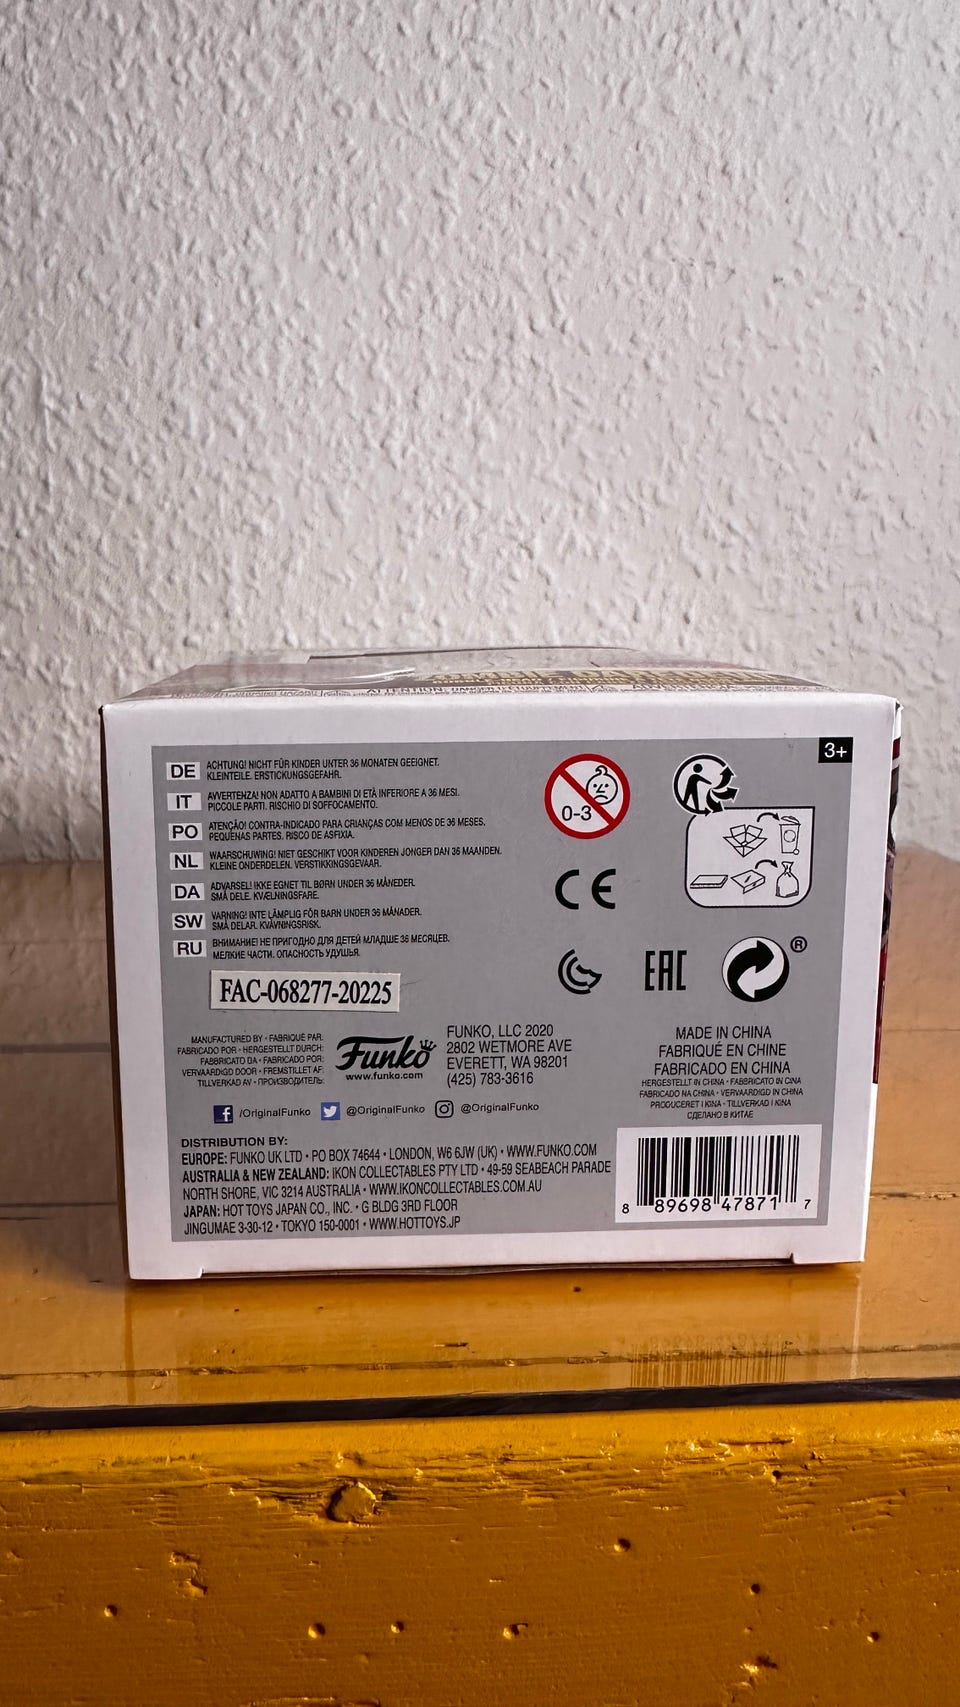 3+
DE ACHTUNG! NICHT FÜR KINDER UNTER 36 MONATEN GEEIGNET.
KLEINTEILE. ERSTICKUNGSGEFAHR.
IT AVVERTENZA! NON ADATTO A BAMBINI DI ETÀ INFERIORE A 36 MESI.
PICCOLE PARTI. RISCHIO DI SOFFOCAMENTO.
PO ATENÇÃO! CONTRA-INDICADO PARA CRIANÇAS COM MENOS DE 36 MESES.
PEQUENAS PARTES. RISCO DE ASFIXIA.
NL WAARSCHUWING! NIET GESCHIKT VOOR KINDEREN JONGER DAN 36 MAANDEN.
KLEINE ONDERDELEN. VERSTIKKINGSGEVAAR.
DA ADVARSEL! IKKE EGNET TIL BØRN UNDER 36 MÅNEDER.
SMÅ DELE. KVÆLNINGSFARE.
SW VARNING! INTE LÄMPLIG FÖR BARN UNDER 36 MÅNADER.
SMÅ DELAR. KVÄVNINGSRISK.
RU ВНИМАНИЕ! НЕ ПРИГОДНО ДЛЯ ДЕТЕЙ МЛАДШЕ 36 МЕСЯЦЕВ.
МЕЛКИЕ ЧАСТИ. ОПАСНОСТЬ УДУШЬЯ.
0-3
CE
EAC
®
FAC-068277-20225
MANUFACTURED BY • FABRIQUÉ PAR:
FABRICADO POR • HERGESTELLT DURCH:
FABBRICATO DA • FABRICADO POR:
VERVAARDIGD DOOR • FREMSTILLET AF:
TILLVERKAD AV • ПРОИЗВОДИТЕЛЬ:
Funko
www.funko.com
FUNKO, LLC 2020
2802 WETMORE AVE
EVERETT, WA 98201
(425) 783-3616
MADE IN CHINA
FABRIQUÉ EN CHINE
FABRICADO EN CHINA
HERGESTELLT IN CHINA • FABBRICATO IN CINA
FABRICADO NA CHINA • VERVAARDIGD IN CHINA
PRODUCERET I KINA • TILLVERKAD I KINA
СДЕЛАНО В КИТАЕ
/OriginalFunko @OriginalFunko @OriginalFunko
DISTRIBUTION BY:
EUROPE: FUNKO UK LTD • PO BOX 74644 • LONDON, W6 6JW (UK) • WWW.FUNKO.COM
AUSTRALIA & NEW ZEALAND: IKON COLLECTABLES PTY LTD • 49-59 SEABEACH PARADE
NORTH SHORE, VIC 3214 AUSTRALIA • WWW.IKONCOLLECTABLES.COM.AU
JAPAN: HOT TOYS JAPAN CO., INC. • G BLDG 3RD FLOOR
JINGUMAE 3-30-12 • TOKYO 150-0001 • WWW.HOTTOYS.JP
8 89698 47871 7